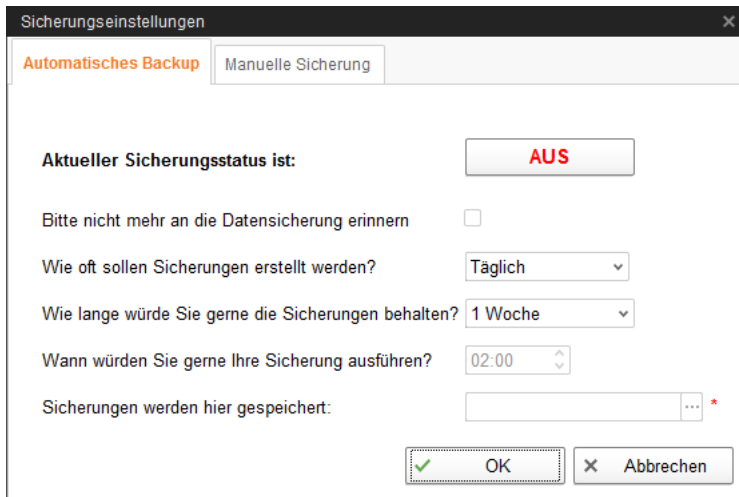 Sicherungseinstellungen
Automatisches Backup
Manuelle Sicherung
Aktueller Sicherungsstatus ist: AUS
Bitte nicht mehr an die Datensicherung erinnern
Wie oft sollen Sicherungen erstellt werden? Täglich
Wie lange würde Sie gerne die Sicherungen behalten? 1 Woche
Wann würden Sie gerne Ihre Sicherung ausführen? 02:00
Sicherungen werden hier gespeichert: ... *
OK Abbrechen